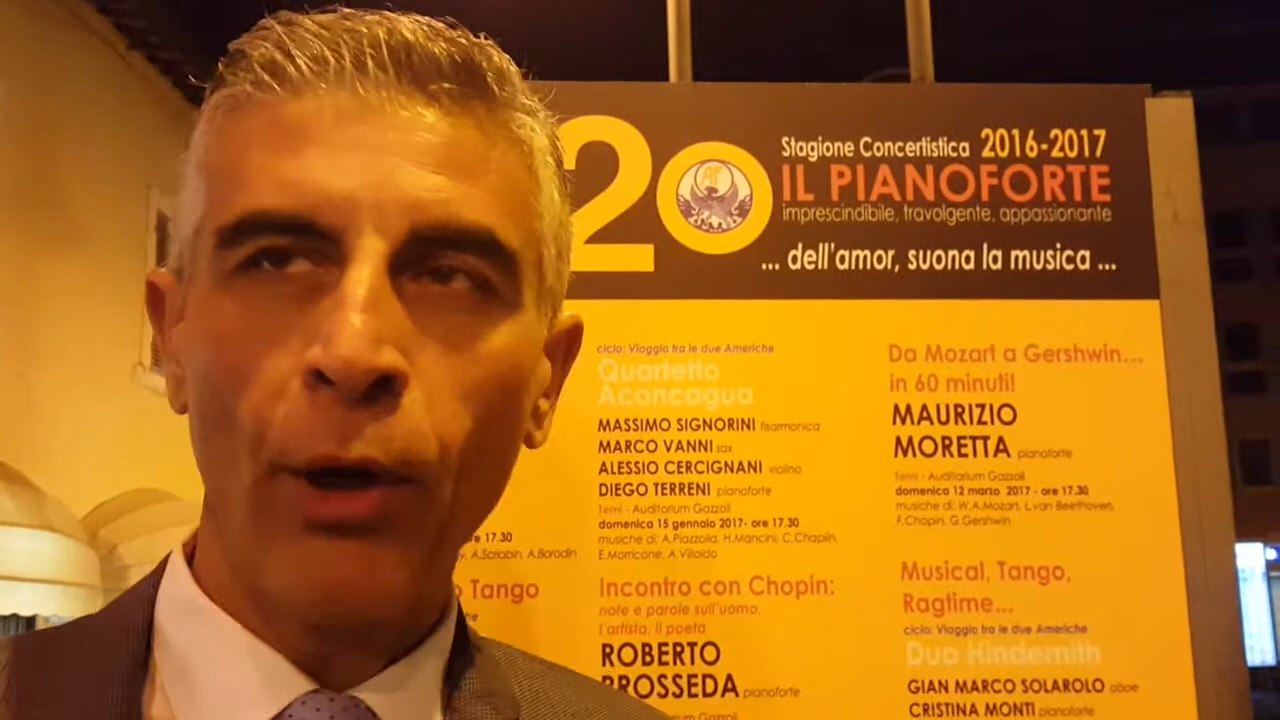 20
Stagione Concertistica 2016-2017
IL PIANOFORTE
imprescindibile, travolgente, appassionante
... dell'amor, suona la musica ...
e 17.30
A.Scriabin, A.Borodin
Tango
ciclo: Viaggio tra le due Americhe
Quartetto
Aconcagua
MASSIMO SIGNORINI fisarmonica
MARCO VANNI sax
ALESSIO CERCIGNANI violino
DIEGO TERRENI pianoforte
Terni - Auditorium Gazzoli
domenica 15 gennaio 2017- ore 17.30
musiche di: A.Piazzolla, H.Mancini, C.Chaplin,
E.Morricone, A.Villoldo
Incontro con Chopin:
note e parole sull'uomo,
l'artista, il poeta
ROBERTO
PROSSEDA pianoforte
Gazzoli
Da Mozart a Gershwin...
in 60 minuti!
MAURIZIO
MORETTA pianoforte
Terni - Auditorium Gazzoli
domenica 12 marzo 2017 - ore 17.30
musiche di: W.A.Mozart, L.van Beethoven,
F.Chopin, G.Gershwin
Musical, Tango,
Ragtime...
ciclo: Viaggio tra le due Americhe
Duo Hindemith
GIAN MARCO SOLAROLO oboe
CRISTINA MONTI pianoforte